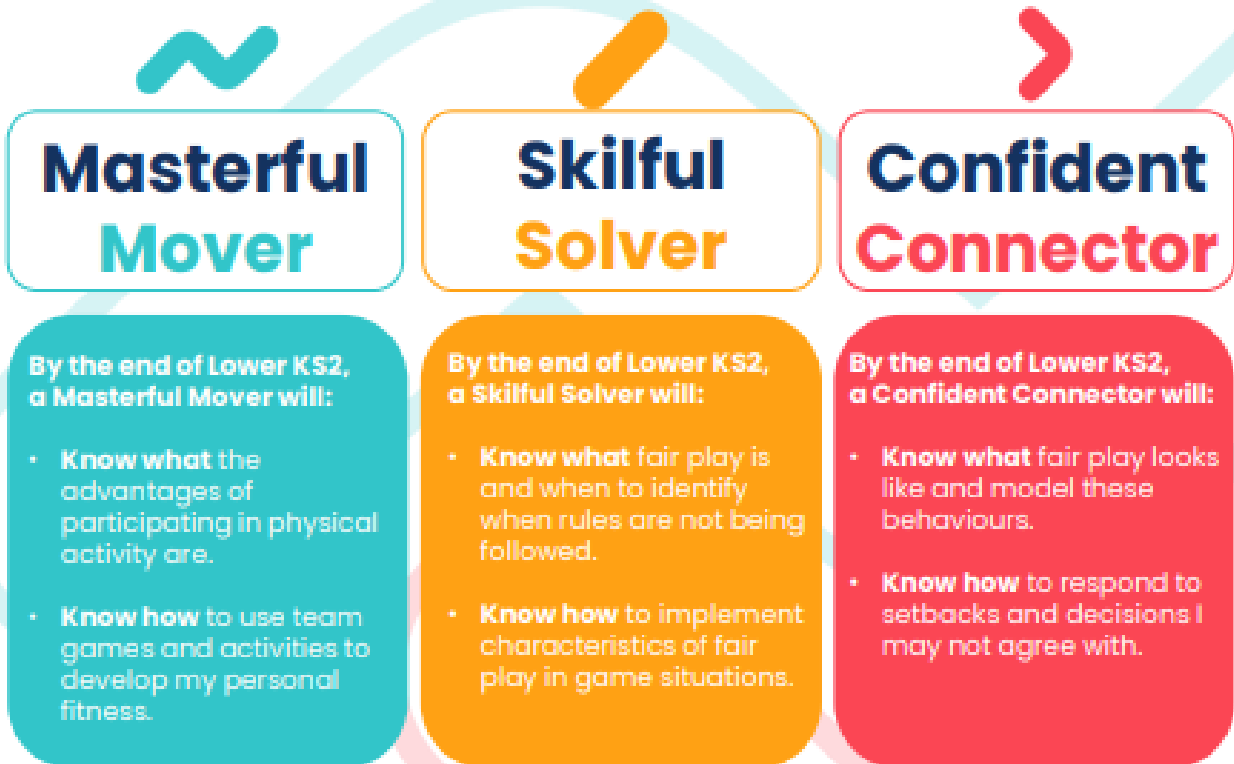 Masterful
Mover
By the end of Lower KS2,
a Masterful Mover will:
• Know what the
advantages of
participating in physical
activity are.
• Know how to use team
games and activities to
develop my personal
fitness.
Skilful
Solver
By the end of Lower KS2,
a Skilful Solver will:
• Know what fair play is
and when to identify
when rules are not being
followed.
• Know how to implement
characteristics of fair
play in game situations.
Confident
Connector
By the end of Lower KS2,
a Confident Connector will:
• Know what fair play looks
like and model these
behaviours.
• Know how to respond to
setbacks and decisions I
may not agree with.